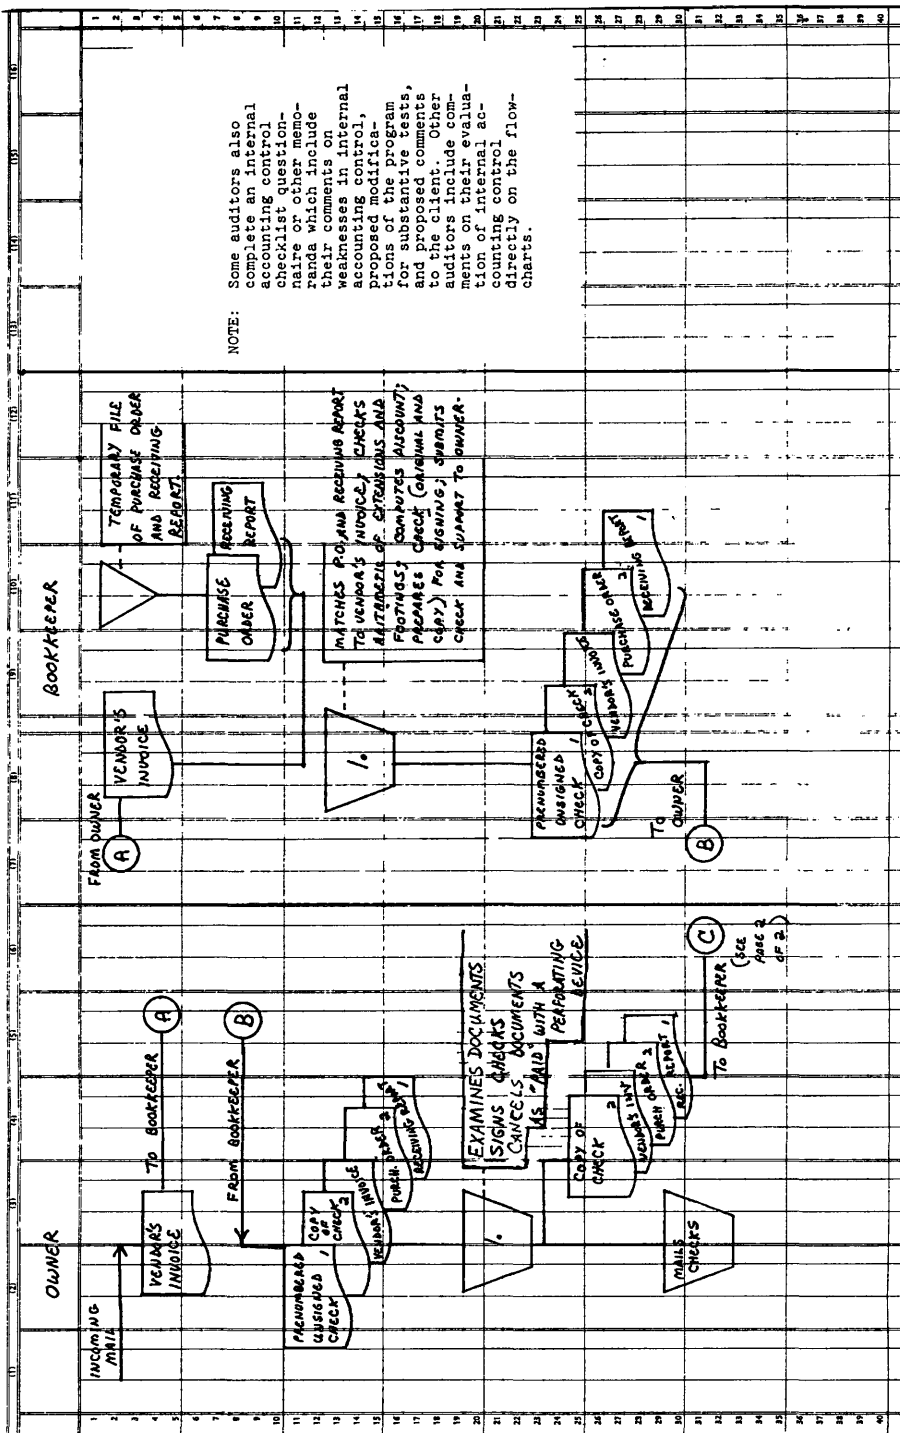 OWNER
INCOMING
MAIL
VENDOR'S
INVOICE
TO BOOKKEEPER
A
FROM BOOKKEEPER
B
PRENUMBERED
UNSIGNED 1
CHECK
COPY
OF
CHECK 2
VENDOR'S INVOICE
PURCH. ORDER 2
RECEIVING REPORT
1
1.
EXAMINES DOCUMENTS
SIGNS CHECKS
CANCELS DOCUMENTS
AS "PAID" WITH A
PERFORATING
DEVICE
COPY OF 2
CHECK
VENDOR'S INV
PURCH ORDER 2
REC. REPORT 1
MAILS
CHECKS
TO BOOKKEEPER
C
(SEE
PAGE 2
OF 2)
BOOKKEEPER
FROM OWNER
A
VENDOR'S
INVOICE
TEMPORARY FILE
OF PURCHASE ORDER
AND RECEIVING
REPORT.
PURCHASE
ORDER
RECEIVING
REPORT
1.
MATCHES P.O. AND RECEIVING REPORT
TO VENDOR'S INVOICE; CHECKS
ARITHMETIC OF EXTENSIONS AND
FOOTINGS; COMPUTES DISCOUNT;
PREPARES CHECK (ORIGINAL AND
COPY) FOR SIGNING; SUBMITS
CHECK AND SUPPORT TO OWNER.
PRENUMBERED
UNSIGNED 1
CHECK
COPY OF CHECK 2
VENDOR'S INVOICE
PURCHASE ORDER 2
RECEIVING REPORT 1
TO
OWNER
B
NOTE: Some auditors also
complete an internal
accounting control
checklist question-
naire or other memo-
randa which include
their comments on
weaknesses in internal
accounting control,
proposed modifica-
tions of the program
for substantive tests,
and proposed comments
to the client. Other
auditors include com-
ments on their evalua-
tion of internal ac-
counting control
directly on the flow-
charts.